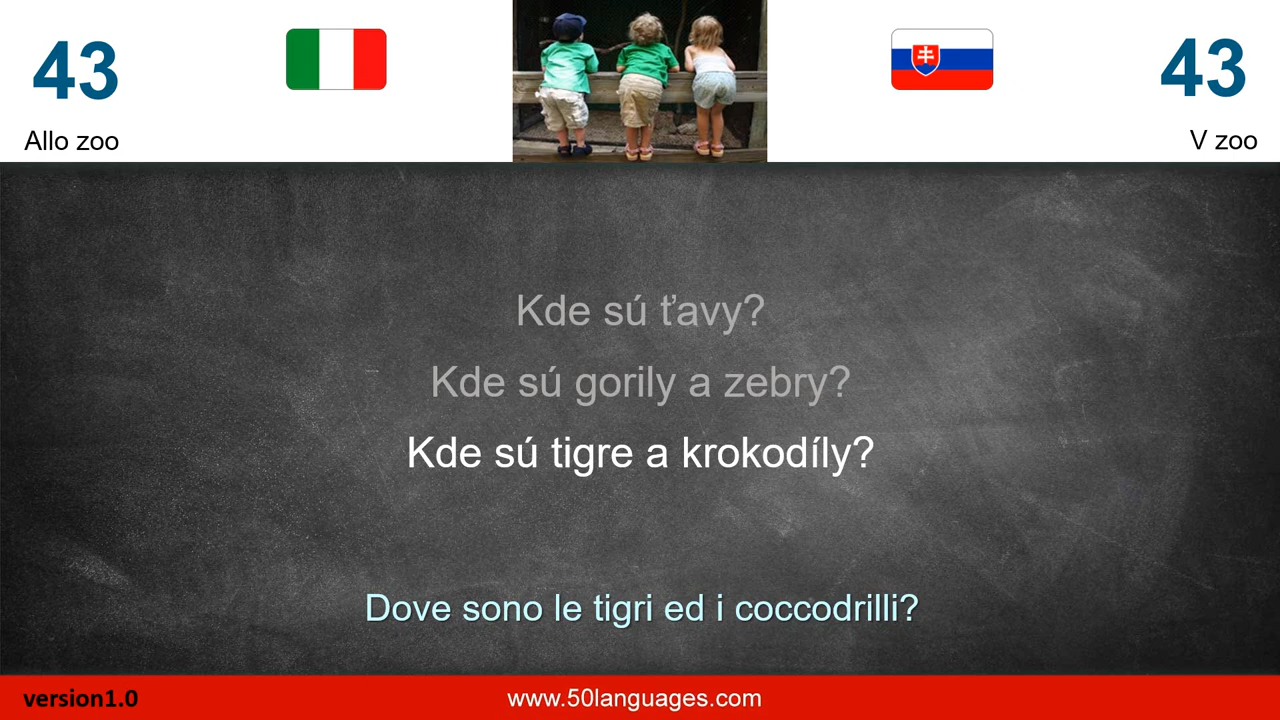 43
43
Allo zoo
V zoo
Kde sú ťavy?
Kde sú gorily a zebry?
Kde sú tigre a krokodíly?
Dove sono le tigri ed i coccodrilli?
version1.0
www.50languages.com